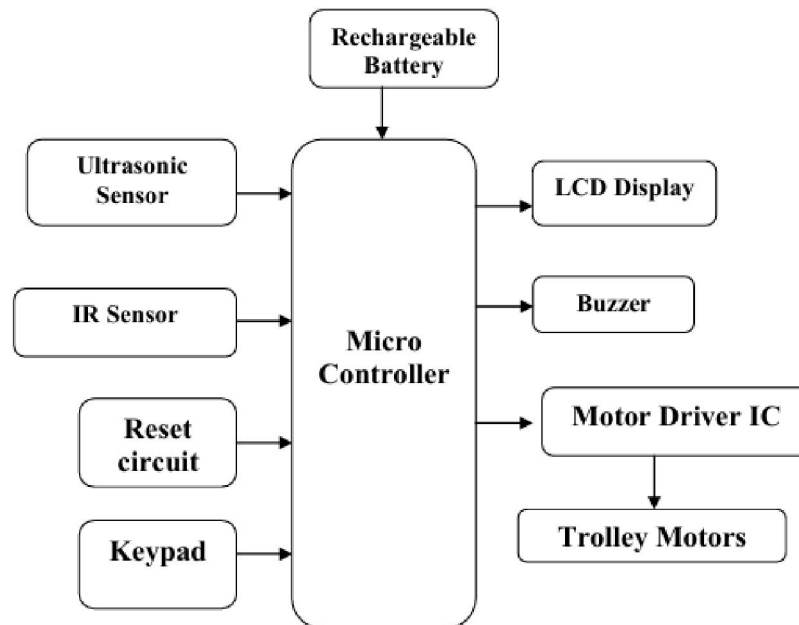 Rechargeable
Battery
Ultrasonic
Sensor
IR Sensor
Reset
circuit
Keypad
Micro
Controller
LCD Display
Buzzer
Motor Driver IC
Trolley Motors